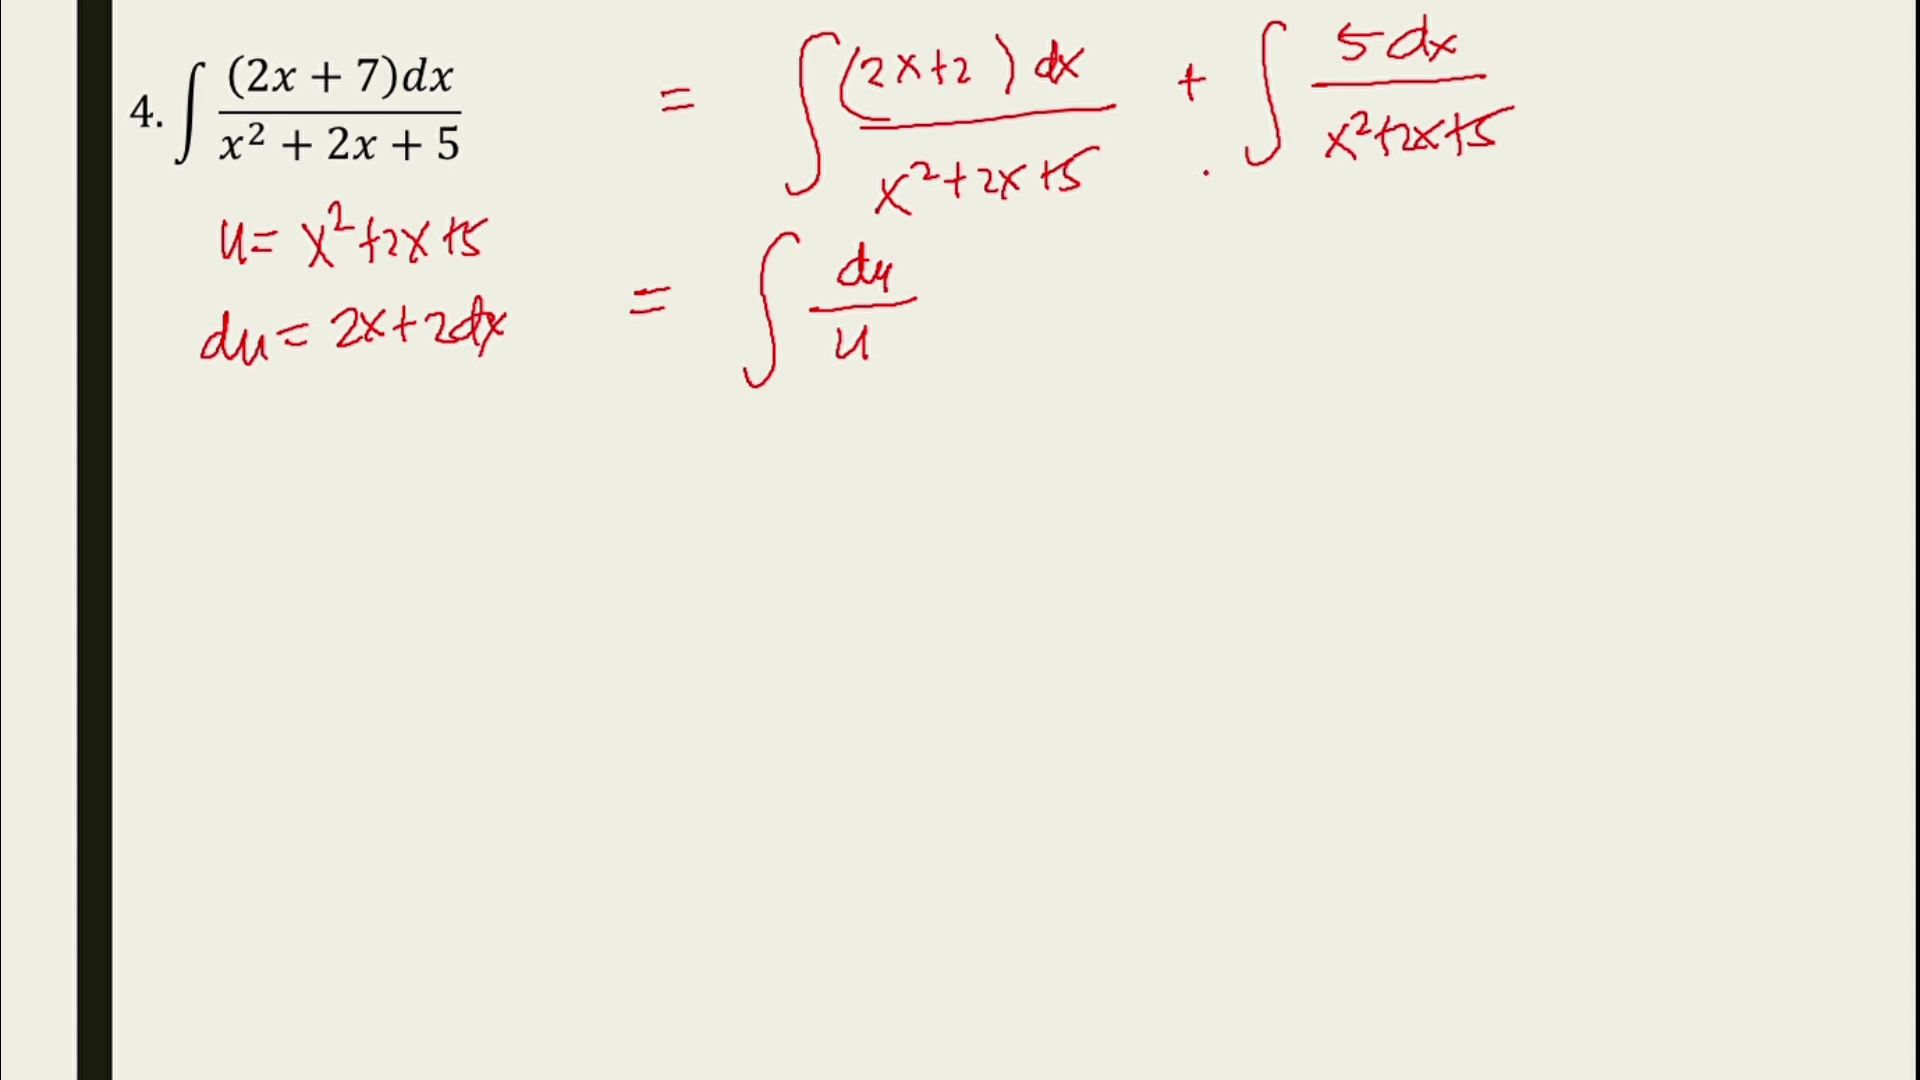 4. ∫ (2x + 7)dx / x² + 2x + 5 = ∫ (2x+2) dx / x²+2x+5 + ∫ 5dx / x²+2x+5
u = x²+2x+5
du = 2x+2dx = ∫ du / u